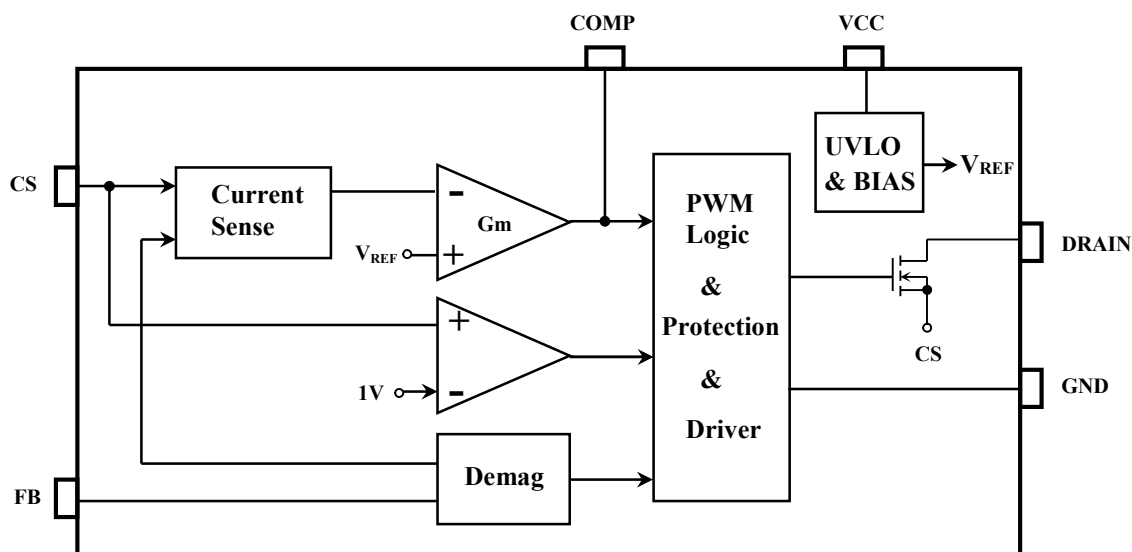 COMP
VCC
CS
Current
Sense
-
Gm
VREF
+
PWM
Logic
&
Protection
&
Driver
UVLO
& BIAS
VREF
DRAIN
CS
+
1V
-
GND
Demag
FB